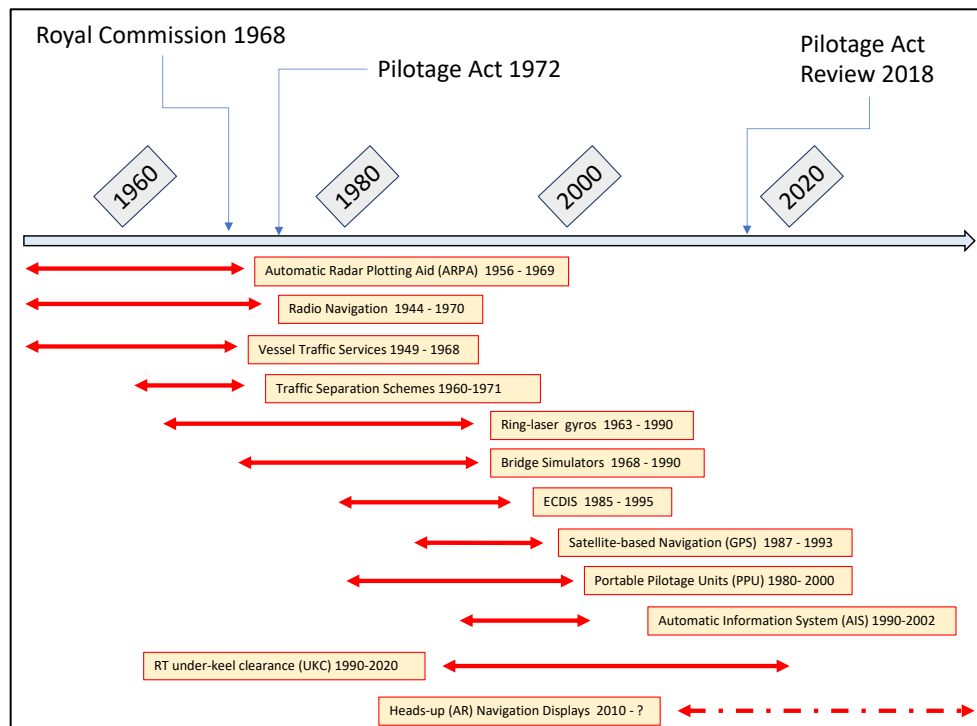 Royal Commission 1968
Pilotage Act 1972
Pilotage Act
Review 2018
1960
1980
2000
2020
Automatic Radar Plotting Aid (ARPA) 1956 - 1969
Radio Navigation 1944 - 1970
Vessel Traffic Services 1949 - 1968
Traffic Separation Schemes 1960-1971
Ring-laser gyros 1963 - 1990
Bridge Simulators 1968 - 1990
ECDIS 1985 - 1995
Satellite-based Navigation (GPS) 1987 - 1993
Portable Pilotage Units (PPU) 1980- 2000
Automatic Information System (AIS) 1990-2002
RT under-keel clearance (UKC) 1990-2020
Heads-up (AR) Navigation Displays 2010 - ?